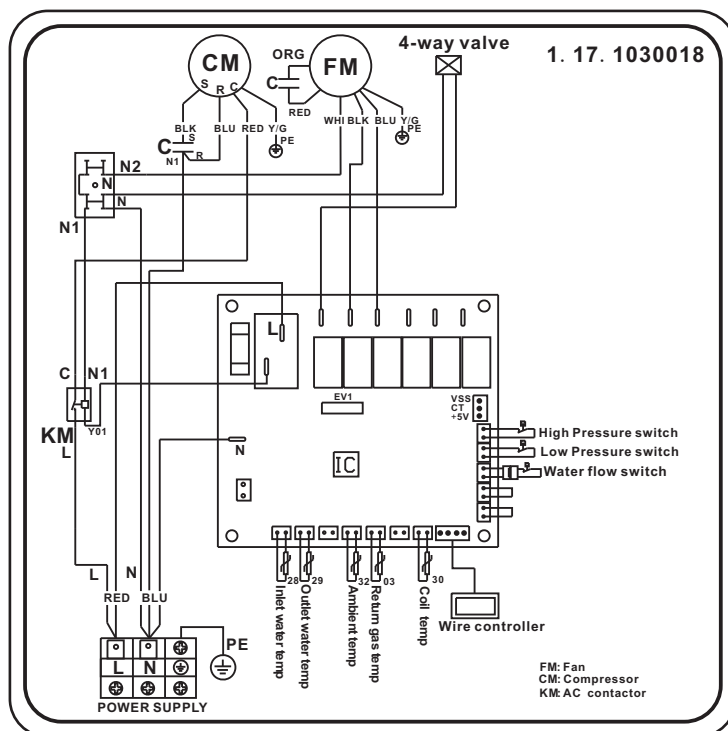 4-way valve
1. 17. 1030018
CM
S R C
ORG
C
FM
RED
BLK BLU RED Y/G
PE
WHI BLK BLU Y/G
PE
S
C
R
N1
N2
N
N
N1
L
C N1
KM
Y01
L
EV1
VSS
CT
+5V
High Pressure switch
Low Pressure switch
Water flow switch
N
IC
28
29
32
03
30
Inlet water temp
Outlet water temp
Ambient temp
Return gas temp
Coil temp
Wire controller
L N
RED BLU
PE
L N
POWER SUPPLY
FM: Fan
CM: Compressor
KM: AC contactor